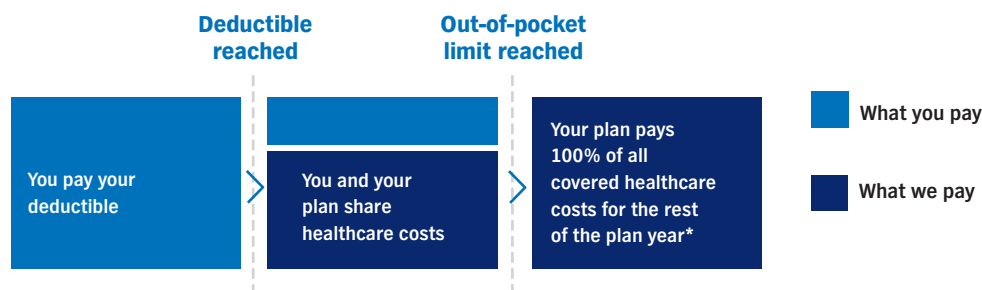 Deductible
reached
Out-of-pocket
limit reached
You pay your
deductible
You and your
plan share
healthcare costs
Your plan pays
100% of all
covered healthcare
costs for the rest
of the plan year*
What you pay
What we pay